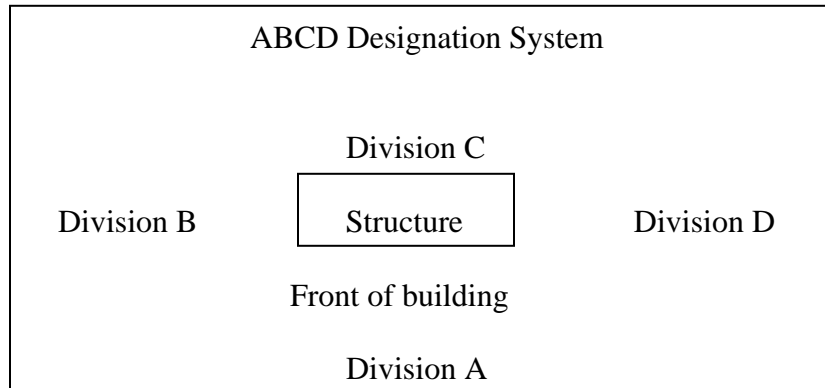 ABCD Designation System
Division C
Division B Structure Division D
Front of building
Division A